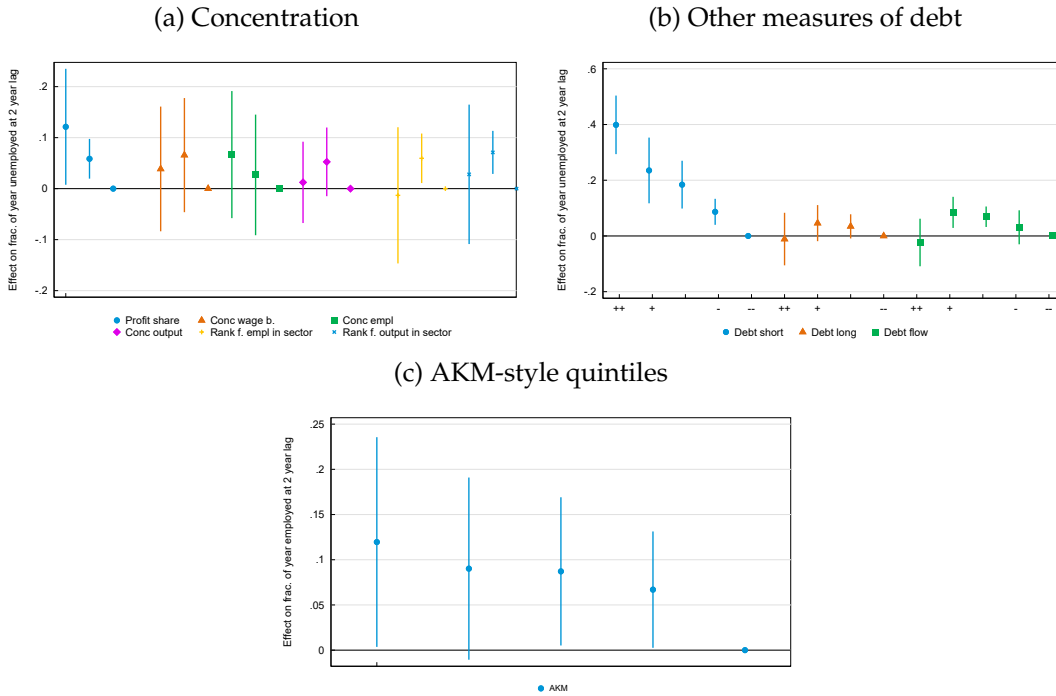 (a) Concentration
Effect on frac. of year unemployed at 2 year lag
.2
.1
0
-.1
-.2
Profit share
Conc wage b.
Conc empl
Conc output
Rank f. empl in sector
Rank f. output in sector
(b) Other measures of debt
Effect on frac. of year unemployed at 2 year lag
.6
.4
.2
0
-.2
++ + - -- ++ + -- ++ + - --
Debt short
Debt long
Debt flow
(c) AKM-style quintiles
Effect on frac. of year employed at 2 year lag
.25
.2
.15
.1
.05
0
AKM